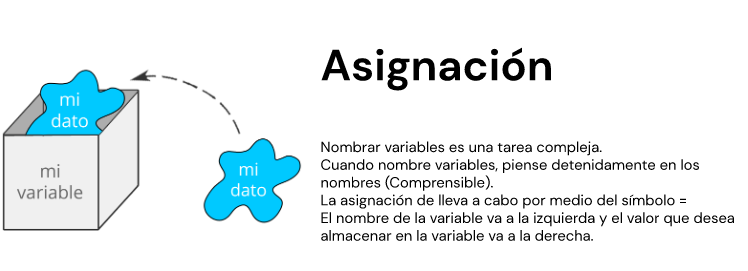 Asignación
mi
dato
mi
variable
mi
dato
Nombrar variables es una tarea compleja.
Cuando nombre variables, piense detenidamente en los
nombres (Comprensible).
La asignación de lleva a cabo por medio del símbolo =
El nombre de la variable va a la izquierda y el valor que desea
almacenar en la variable va a la derecha.